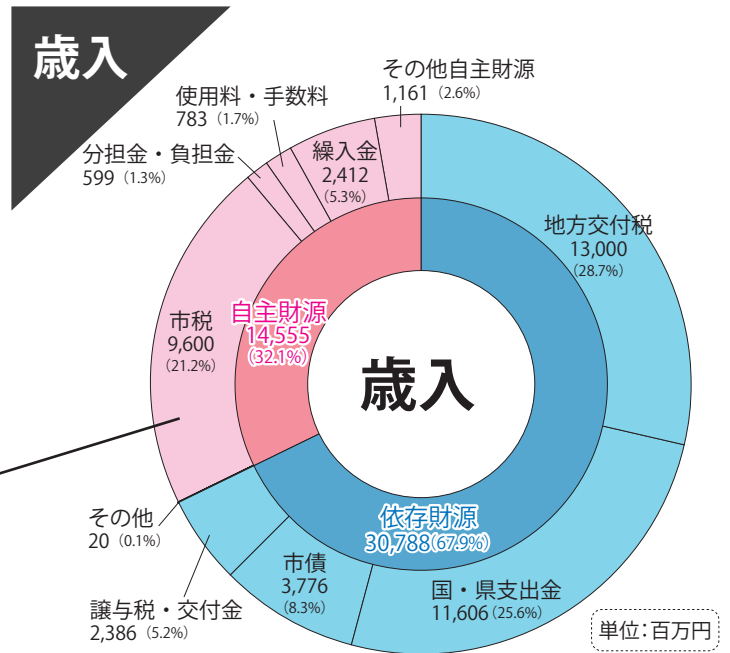 歳入
その他自主財源
1,161（2.6%）
使用料・手数料
783（1.7%）
分担金・負担金
599（1.3%）
繰入金
2,412
（5.3%）
地方交付税
13,000
（28.7%）
市税
9,600
（21.2%）
自主財源
14,555
（32.1%）
歳入
依存財源
30,788（67.9%）
その他
20（0.1%）
市債
3,776
（8.3%）
国・県支出金
11,606（25.6%）
譲与税・交付金
2,386（5.2%）
単位：百万円